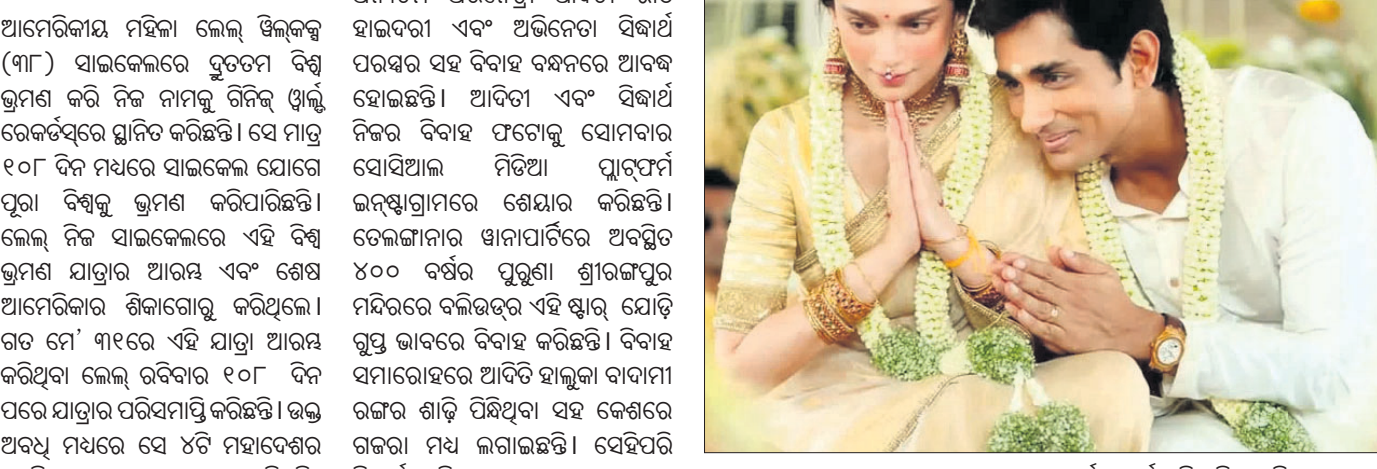 ଆମେରିକୀୟ ମହିଳା ଲେଲ୍ ୱିଲ୍‌କକ୍ସ
(୩୮) ସାଇକେଲରେ ଦ୍ରୁତତମ ବିଶ୍ୱ
ଭ୍ରମଣ କରି ନିଜ ନାମକୁ ଗିନିଜ୍ ୱାର୍ଲ୍ଡ
ରେକର୍ଡସ୍‌ରେ ସ୍ଥାନିତ କରିଛନ୍ତି। ସେ ମାତ୍ର
୧୦୮ ଦିନ ମଧ୍ୟରେ ସାଇକେଲ ଯୋଗେ
ପୂରା ବିଶ୍ୱକୁ ଭ୍ରମଣ କରିପାରିଛନ୍ତି।
ଲେଲ୍ ନିଜ ସାଇକେଲରେ ଏହି ବିଶ୍ୱ
ଭ୍ରମଣ ଯାତ୍ରାର ଆରମ୍ଭ ଏବଂ ଶେଷ
ଆମେରିକାର ଶିକାଗୋରୁ କରିଥିଲେ।
ଗତ ମେ’ ୩୧ରେ ଏହି ଯାତ୍ରା ଆରମ୍ଭ
କରିଥିବା ଲେଲ୍ ରବିବାର ୧୦୮ ଦିନ
ପରେ ଯାତ୍ରାର ପରିସମାପ୍ତି କରିଛନ୍ତି। ଉକ୍ତ
ଅବଧି ମଧ୍ୟରେ ସେ ୪ଟି ମହାଦେଶର
ହାଇଦରୀ ଏବଂ ଅଭିନେତା ସିଦ୍ଧାର୍ଥ
ପରସ୍ପର ସହ ବିବାହ ବନ୍ଧନରେ ଆବଦ୍ଧ
ହୋଇଛନ୍ତି। ଆଦିତୀ ଏବଂ ସିଦ୍ଧାର୍ଥ
ନିଜର ବିବାହ ଫଟୋକୁ ସୋମବାର
ସୋସିଆଲ ମିଡିଆ ପ୍ଲାଟ୍‌ଫର୍ମ
ଇନ୍‌ଷ୍ଟାଗ୍ରାମରେ ଶେୟାର କରିଛନ୍ତି।
ତେଲଙ୍ଗାନାର ୱାନାପାର୍ଟିରେ ଅବସ୍ଥିତ
୪୦୦ ବର୍ଷର ପୁରୁଣା ଶ୍ରୀରଙ୍ଗପୁର
ମନ୍ଦିରରେ ବଲିଉଡ୍‌ର ଏହି ଷ୍ଟାର୍ ଯୋଡ଼ି
ଗୁପ୍ତ ଭାବରେ ବିବାହ କରିଛନ୍ତି। ବିବାହ
ସମାରୋହରେ ଆଦିତି ହାଲୁକା ବାଦାମୀ
ରଙ୍ଗର ଶାଢ଼ି ପିନ୍ଧିଥିବା ସହ କେଶରେ
ଗଜରା ମଧ୍ୟ ଲଗାଇଛନ୍ତି। ସେହିପରି